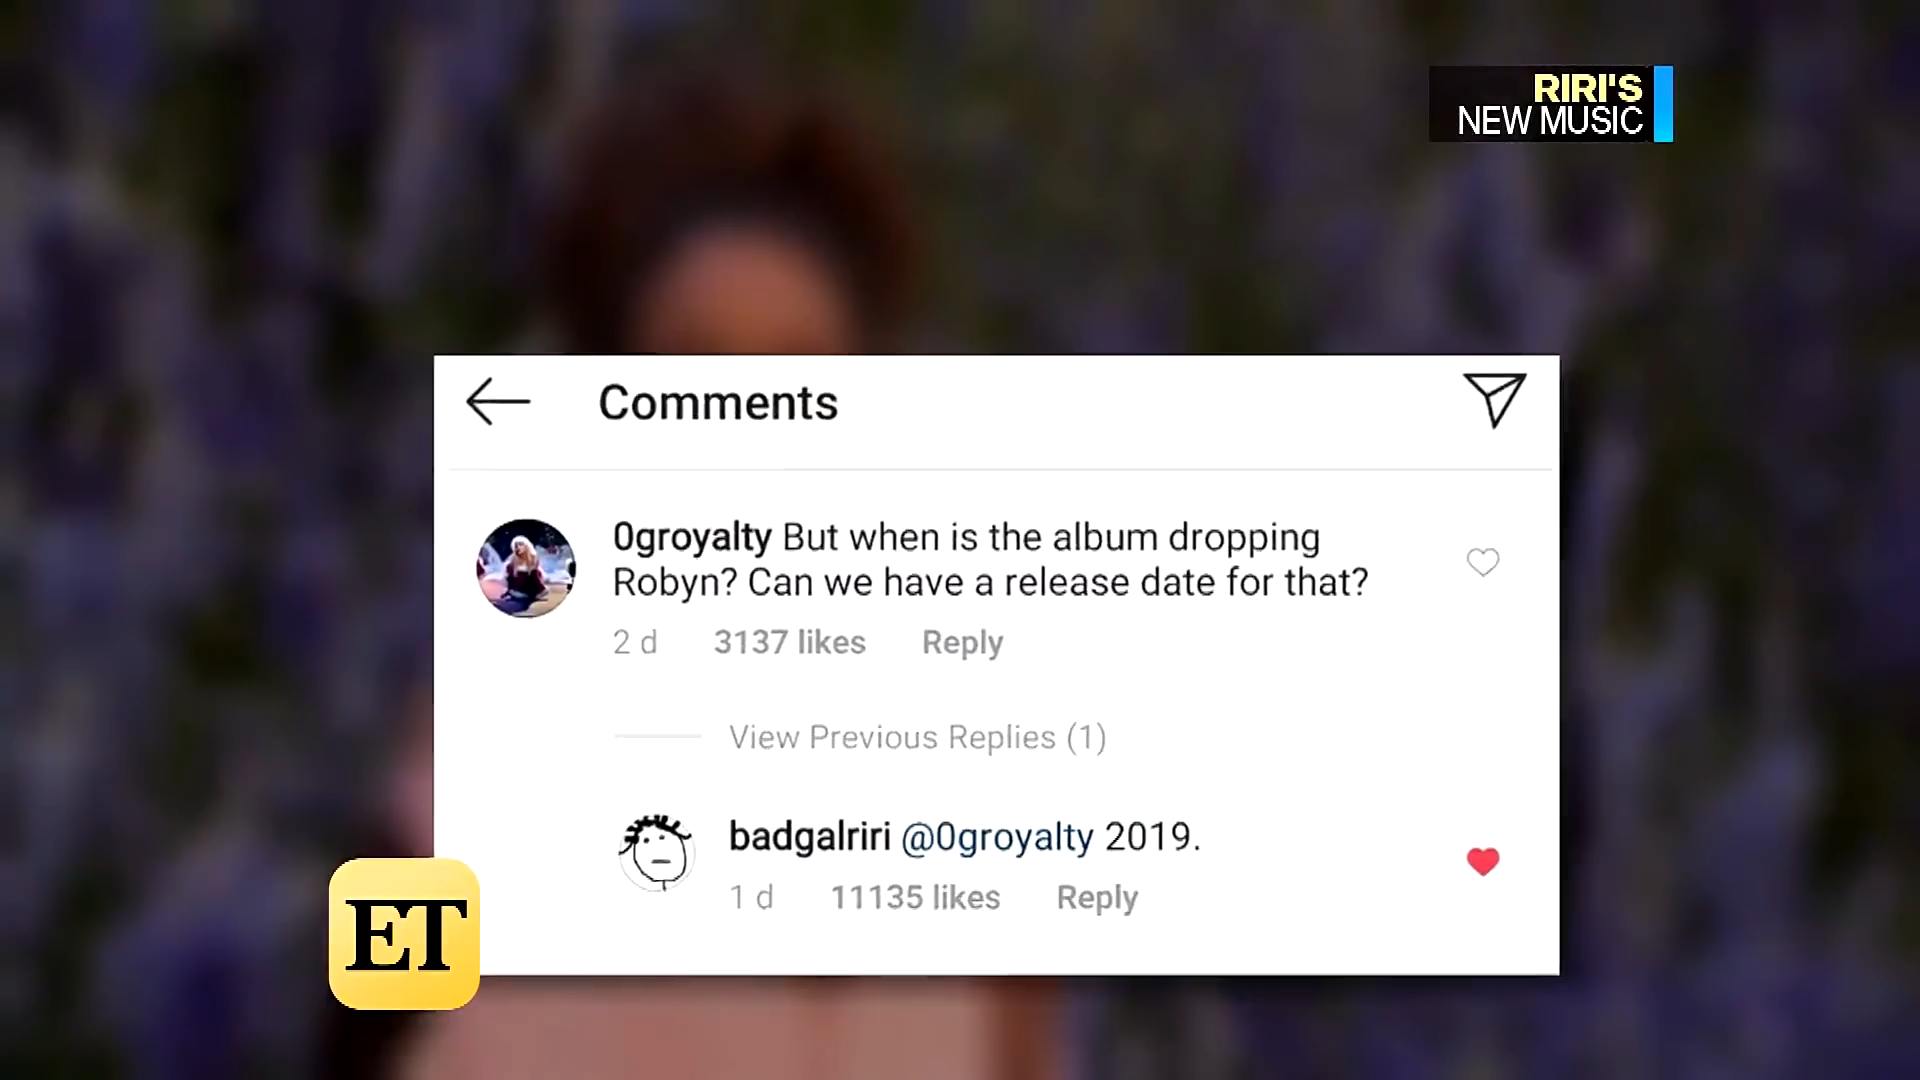 RIRI'S
NEW MUSIC
Comments
0groyalty But when is the album dropping
Robyn? Can we have a release date for that?
2 d 3137 likes Reply
View Previous Replies (1)
badgalriri @0groyalty 2019.
1 d 11135 likes Reply
ET